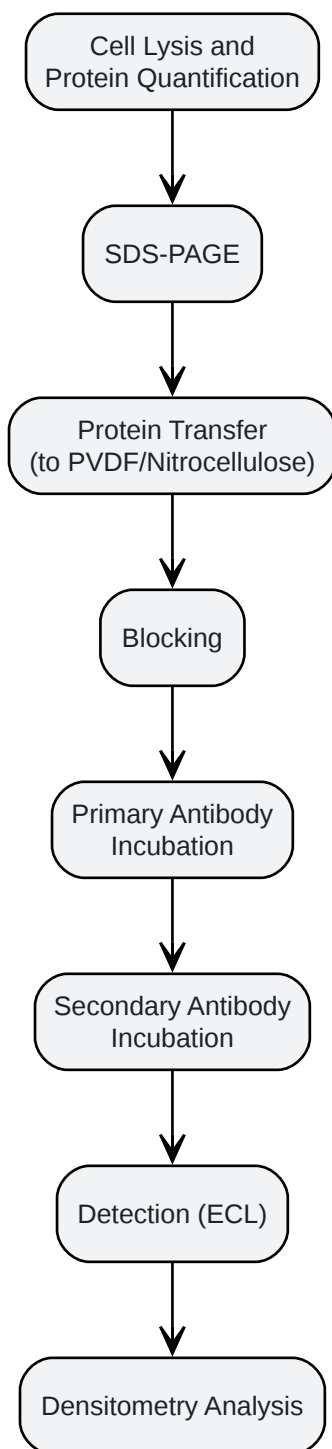 Cell Lysis and
Protein Quantification
SDS-PAGE
Protein Transfer
(to PVDF/Nitrocellulose)
Blocking
Primary Antibody
Incubation
Secondary Antibody
Incubation
Detection (ECL)
Densitometry Analysis